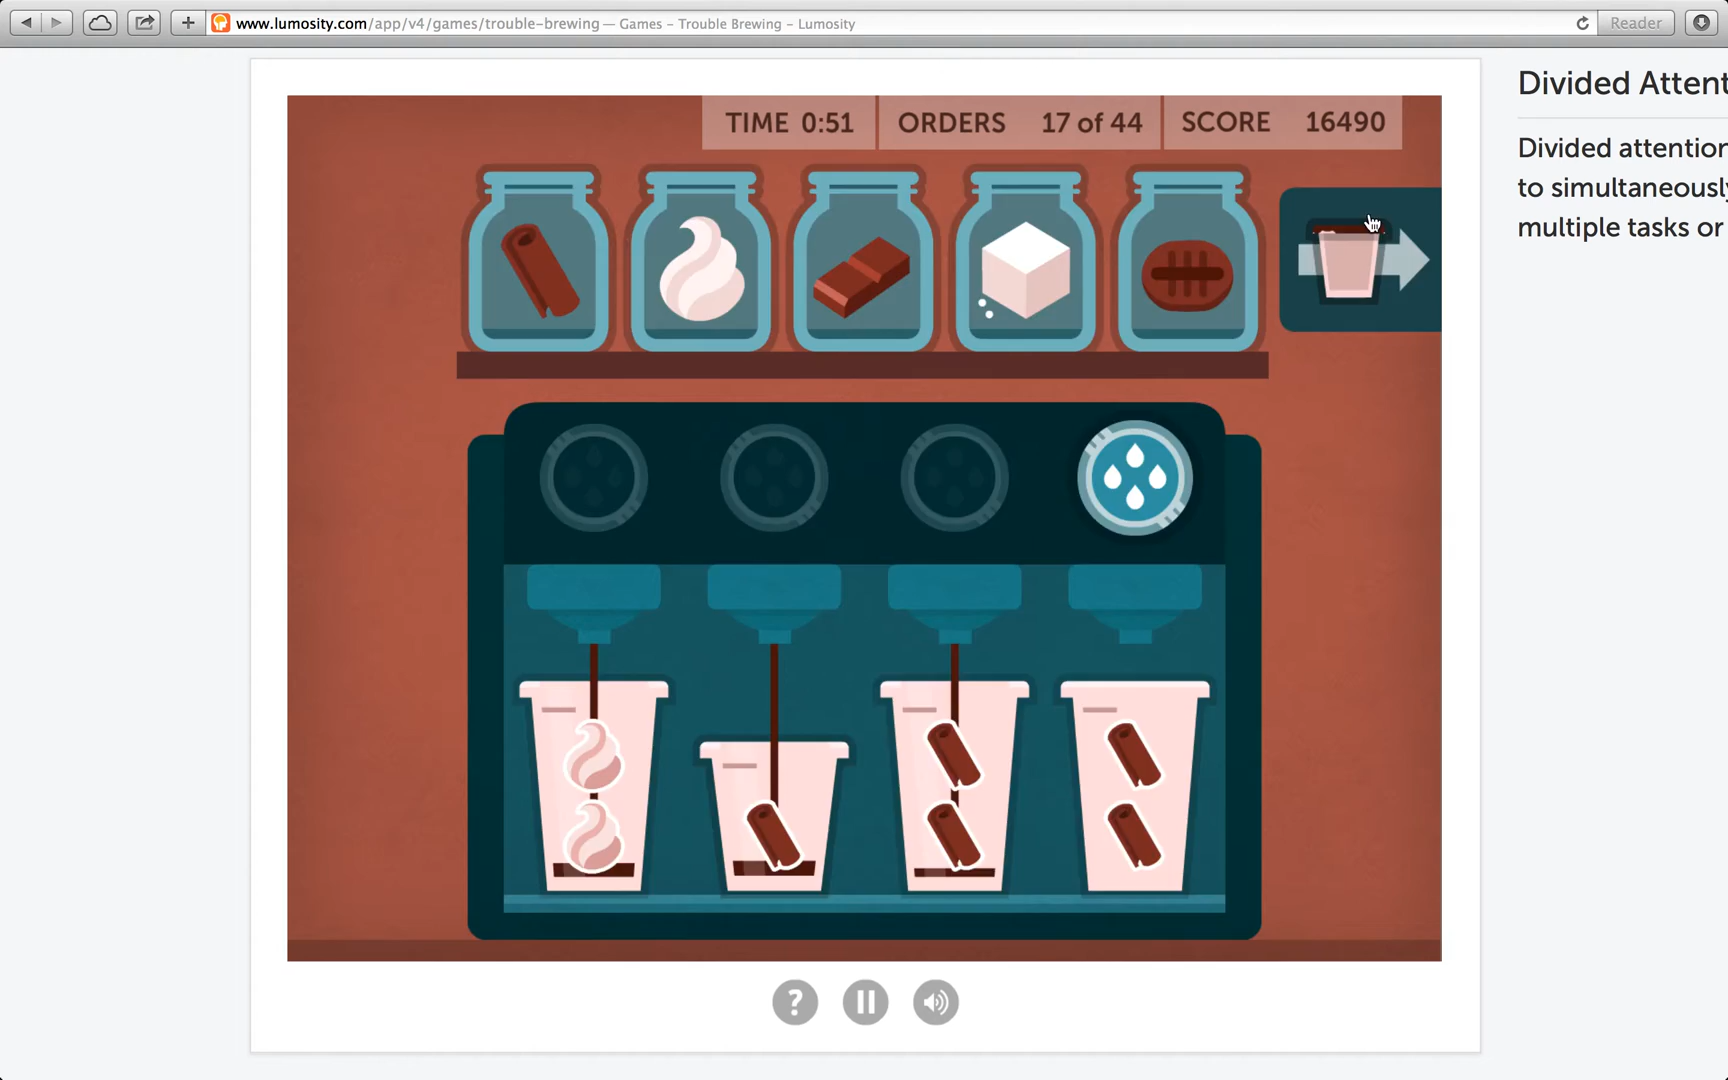 www.lumosity.com/app/v4/games/trouble-brewing — Games – Trouble Brewing – Lumosity
Reader
Divided Attent
TIME 0:51
ORDERS 17 of 44
SCORE 16490
Divided attention
to simultaneously
multiple tasks or
?